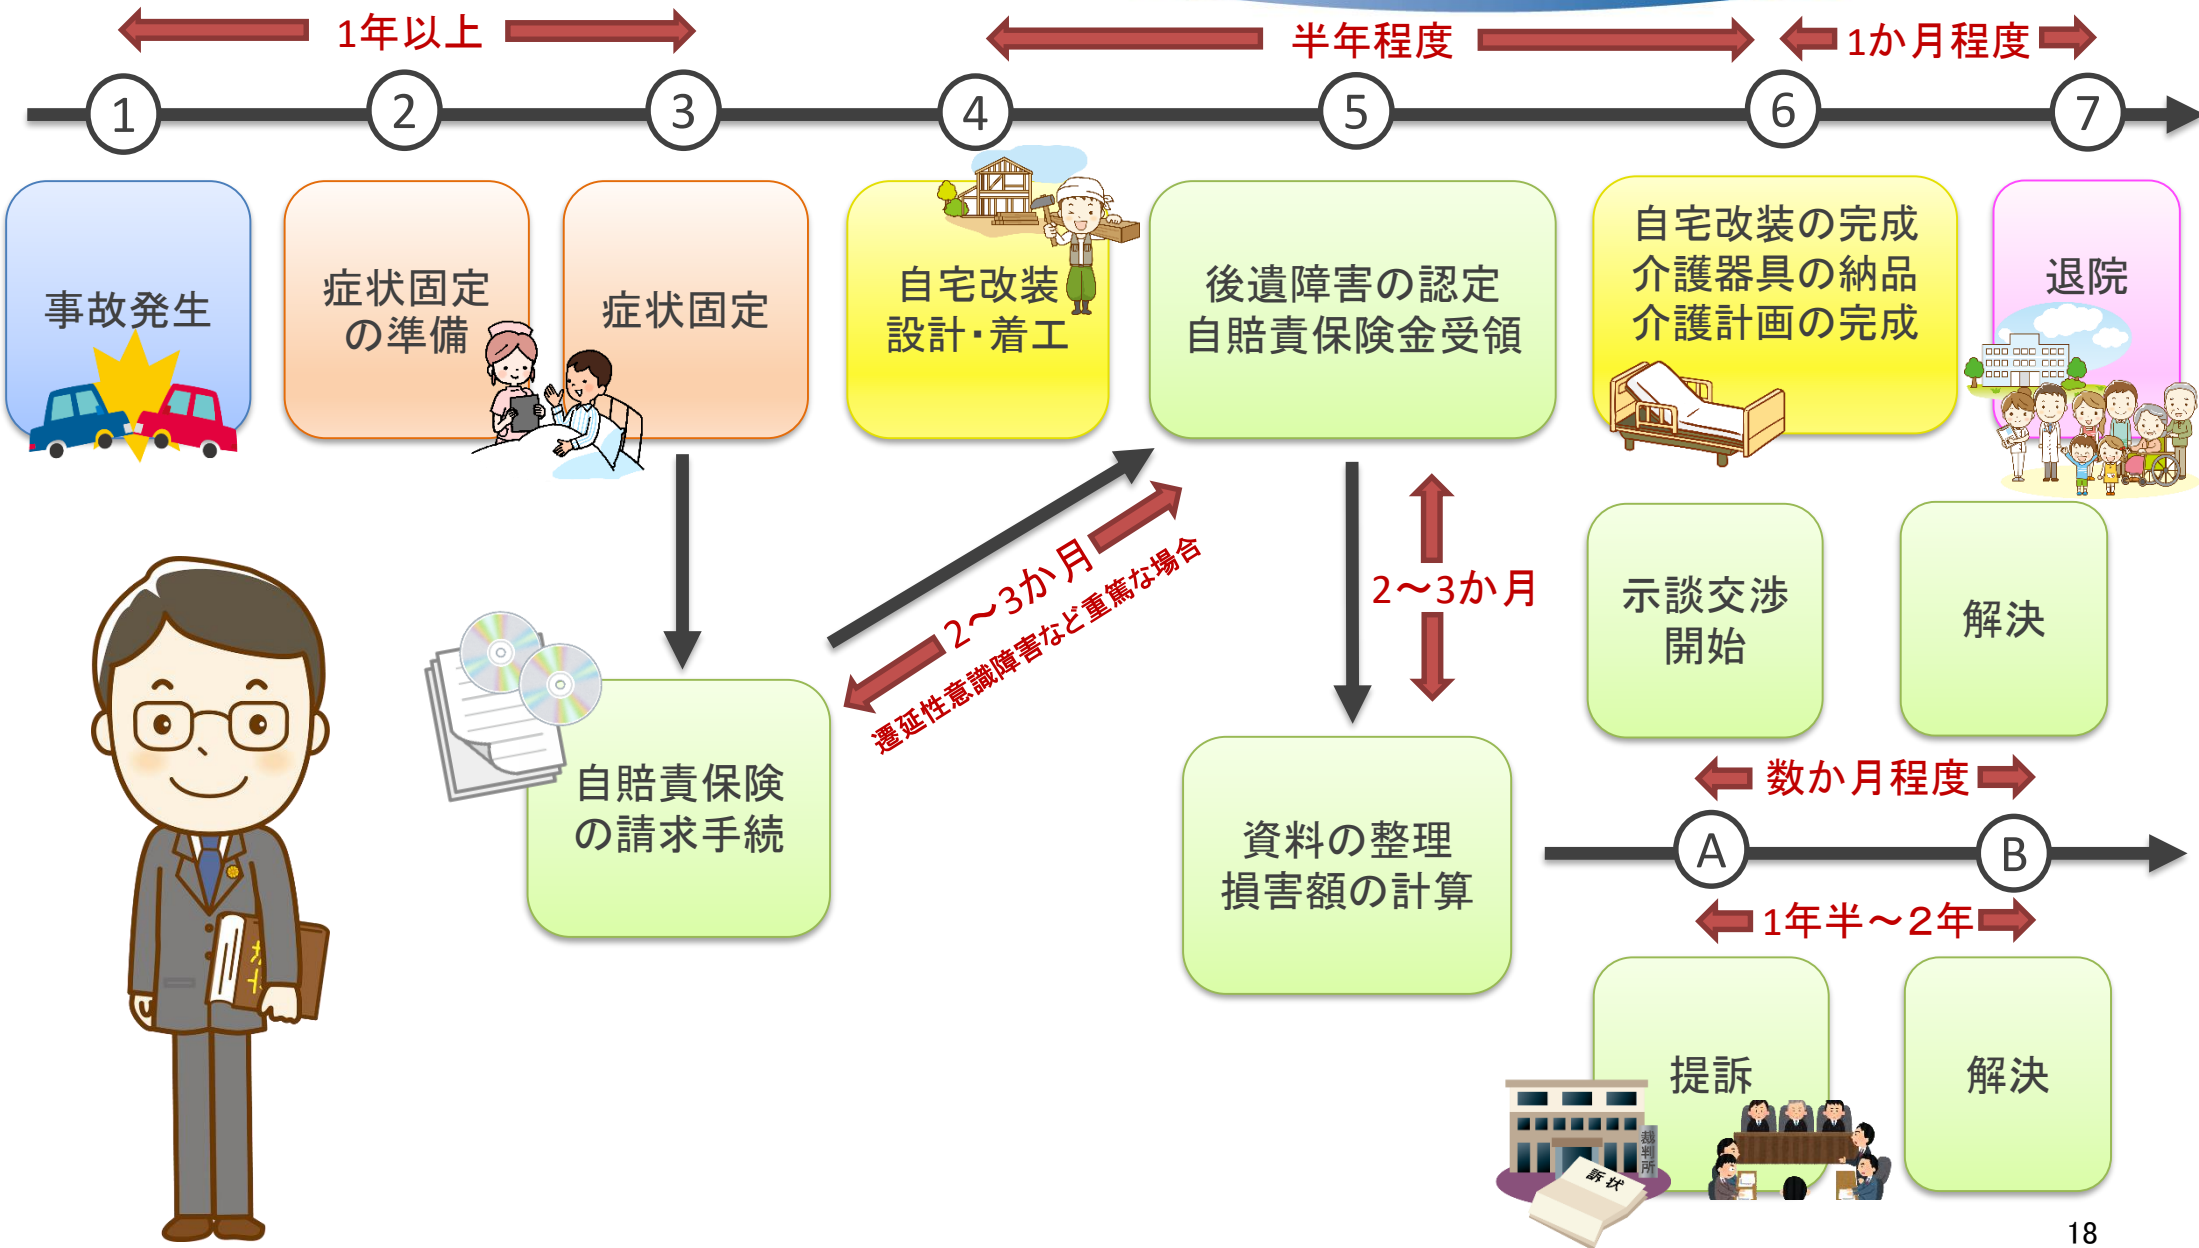 1年以上
半年程度
1か月程度
1
2
3
4
5
6
7
事故発生
症状固定
の準備
症状固定
自宅改装
設計・着工
後遺障害の認定
自賠責保険金受領
自宅改装の完成
介護器具の納品
介護計画の完成
退院
2～3か月
遷延性意識障害など重篤な場合
2～3か月
自賠責保険
の請求手続
資料の整理
損害額の計算
示談交渉
開始
解決
数か月程度
A
B
1年半～2年
提訴
解決
裁判所
訴状
18